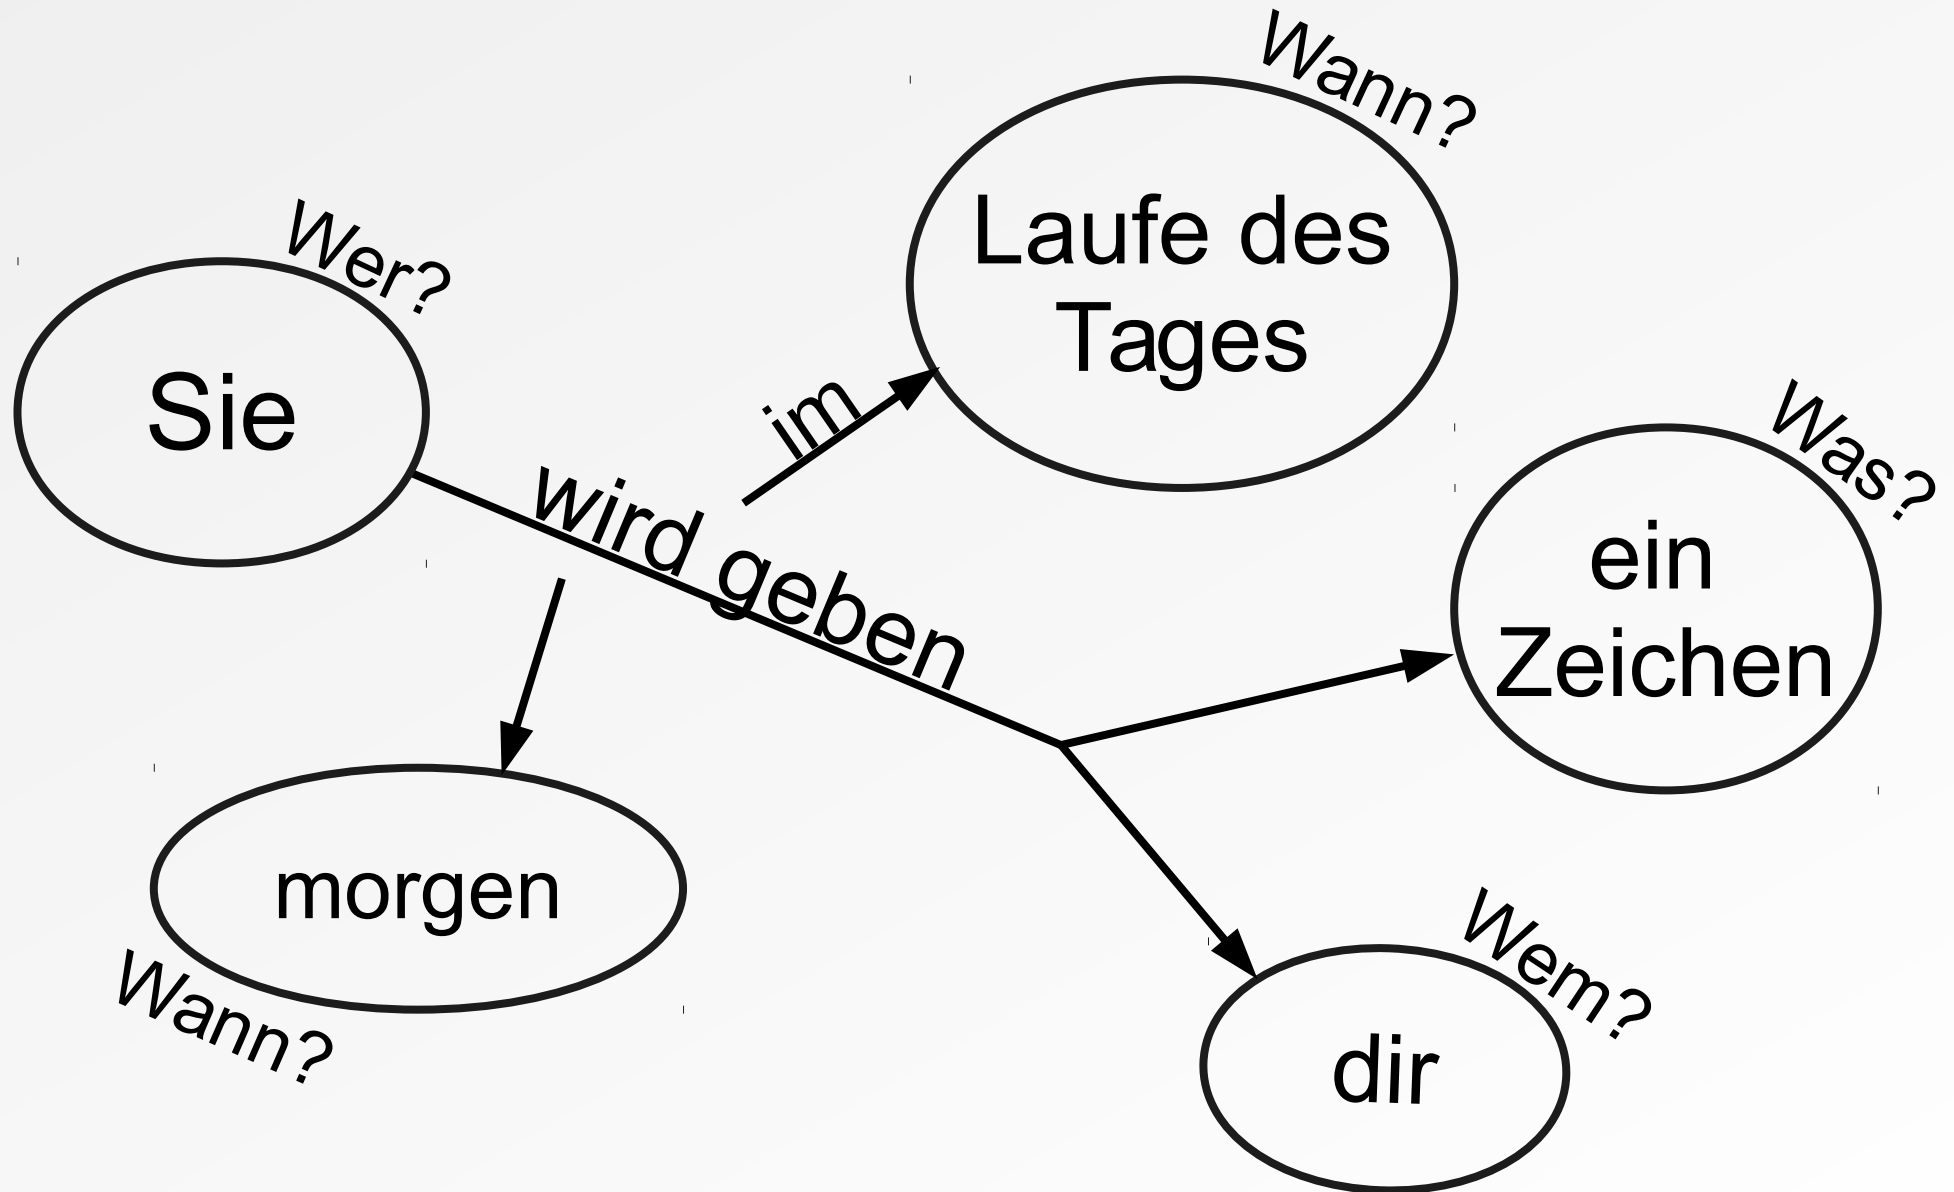 Wann?
Laufe des
Tages
Wer?
Sie
im
Was?
wird geben
ein
Zeichen
morgen
Wem?
Wann?
dir